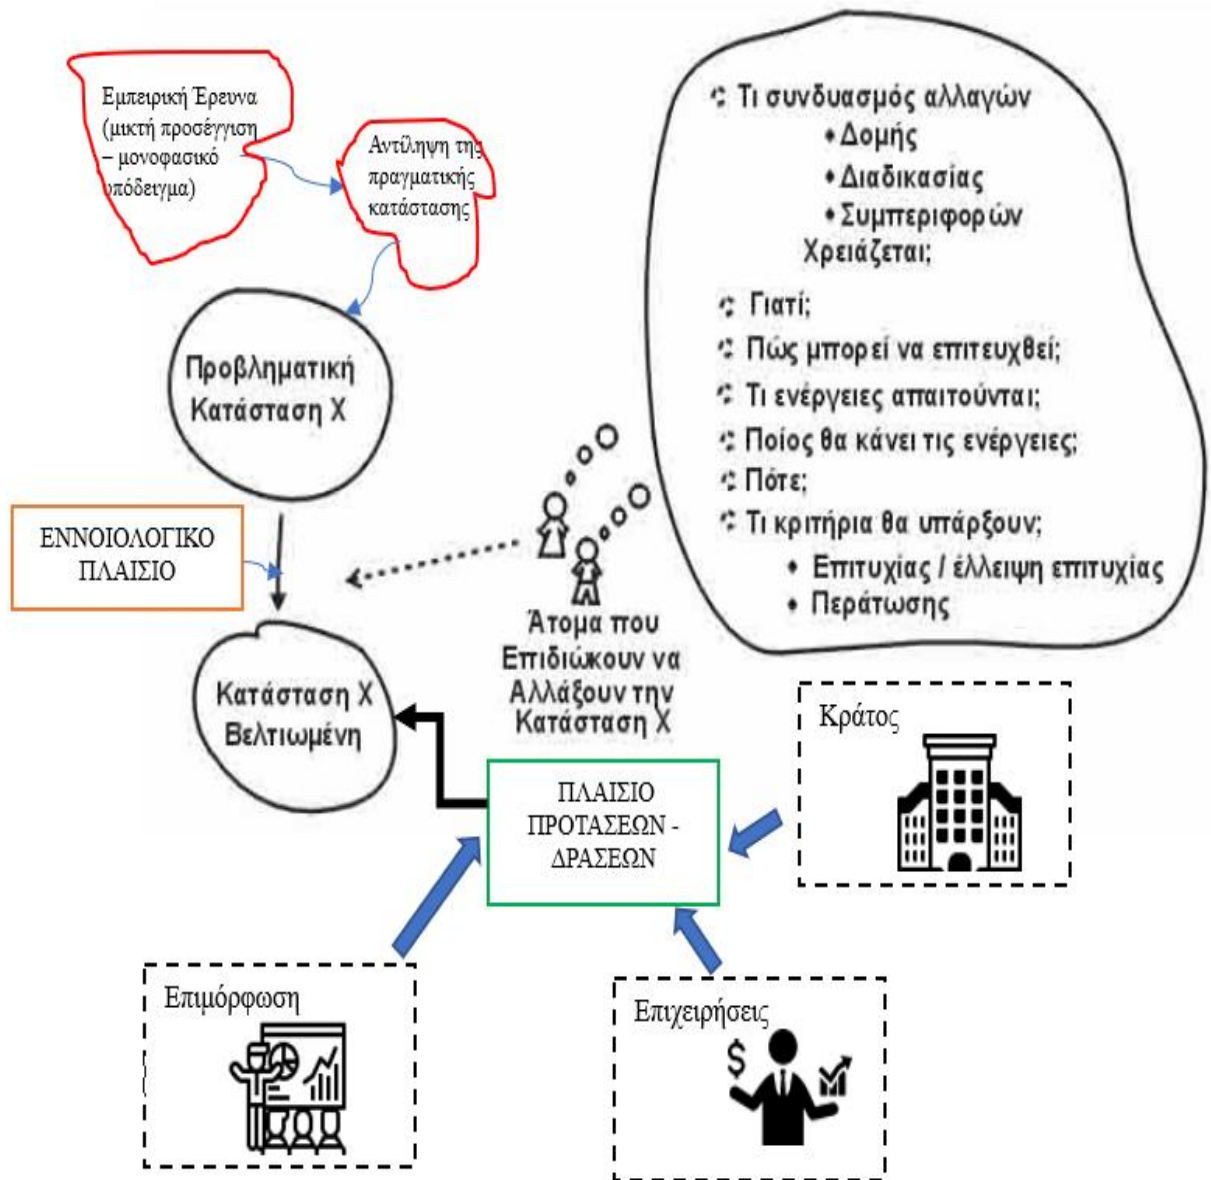 Εμπειρική Έρευνα
(μικτή προσέγγιση
– μονοφασικό
υπόδειγμα)
Αντίληψη της
πραγματικής
κατάστασης
Προβληματική
Κατάσταση Χ
ΕΝΝΟΙΟΛΟΓΙΚΟ
ΠΛΑΙΣΙΟ
Κατάσταση Χ
Βελτιωμένη
Άτομα που
Επιδιώκουν να
Αλλάξουν την
Κατάσταση Χ
Τι συνδυασμός αλλαγών
• Δομής
• Διαδικασίας
• Συμπεριφορών
Χρειάζεται;
Γιατί;
Πώς μπορεί να επιτευχθεί;
Τι ενέργειες απαιτούνται;
Ποίος θα κάνει τις ενέργειες;
Πότε;
Τι κριτήρια θα υπάρξουν;
• Επιτυχίας / έλλειψη επιτυχίας
• Περάτωσης
ΠΛΑΙΣΙΟ
ΠΡΟΤΑΣΕΩΝ -
ΔΡΑΣΕΩΝ
Κράτος
Επιμόρφωση
Επιχειρήσεις
$